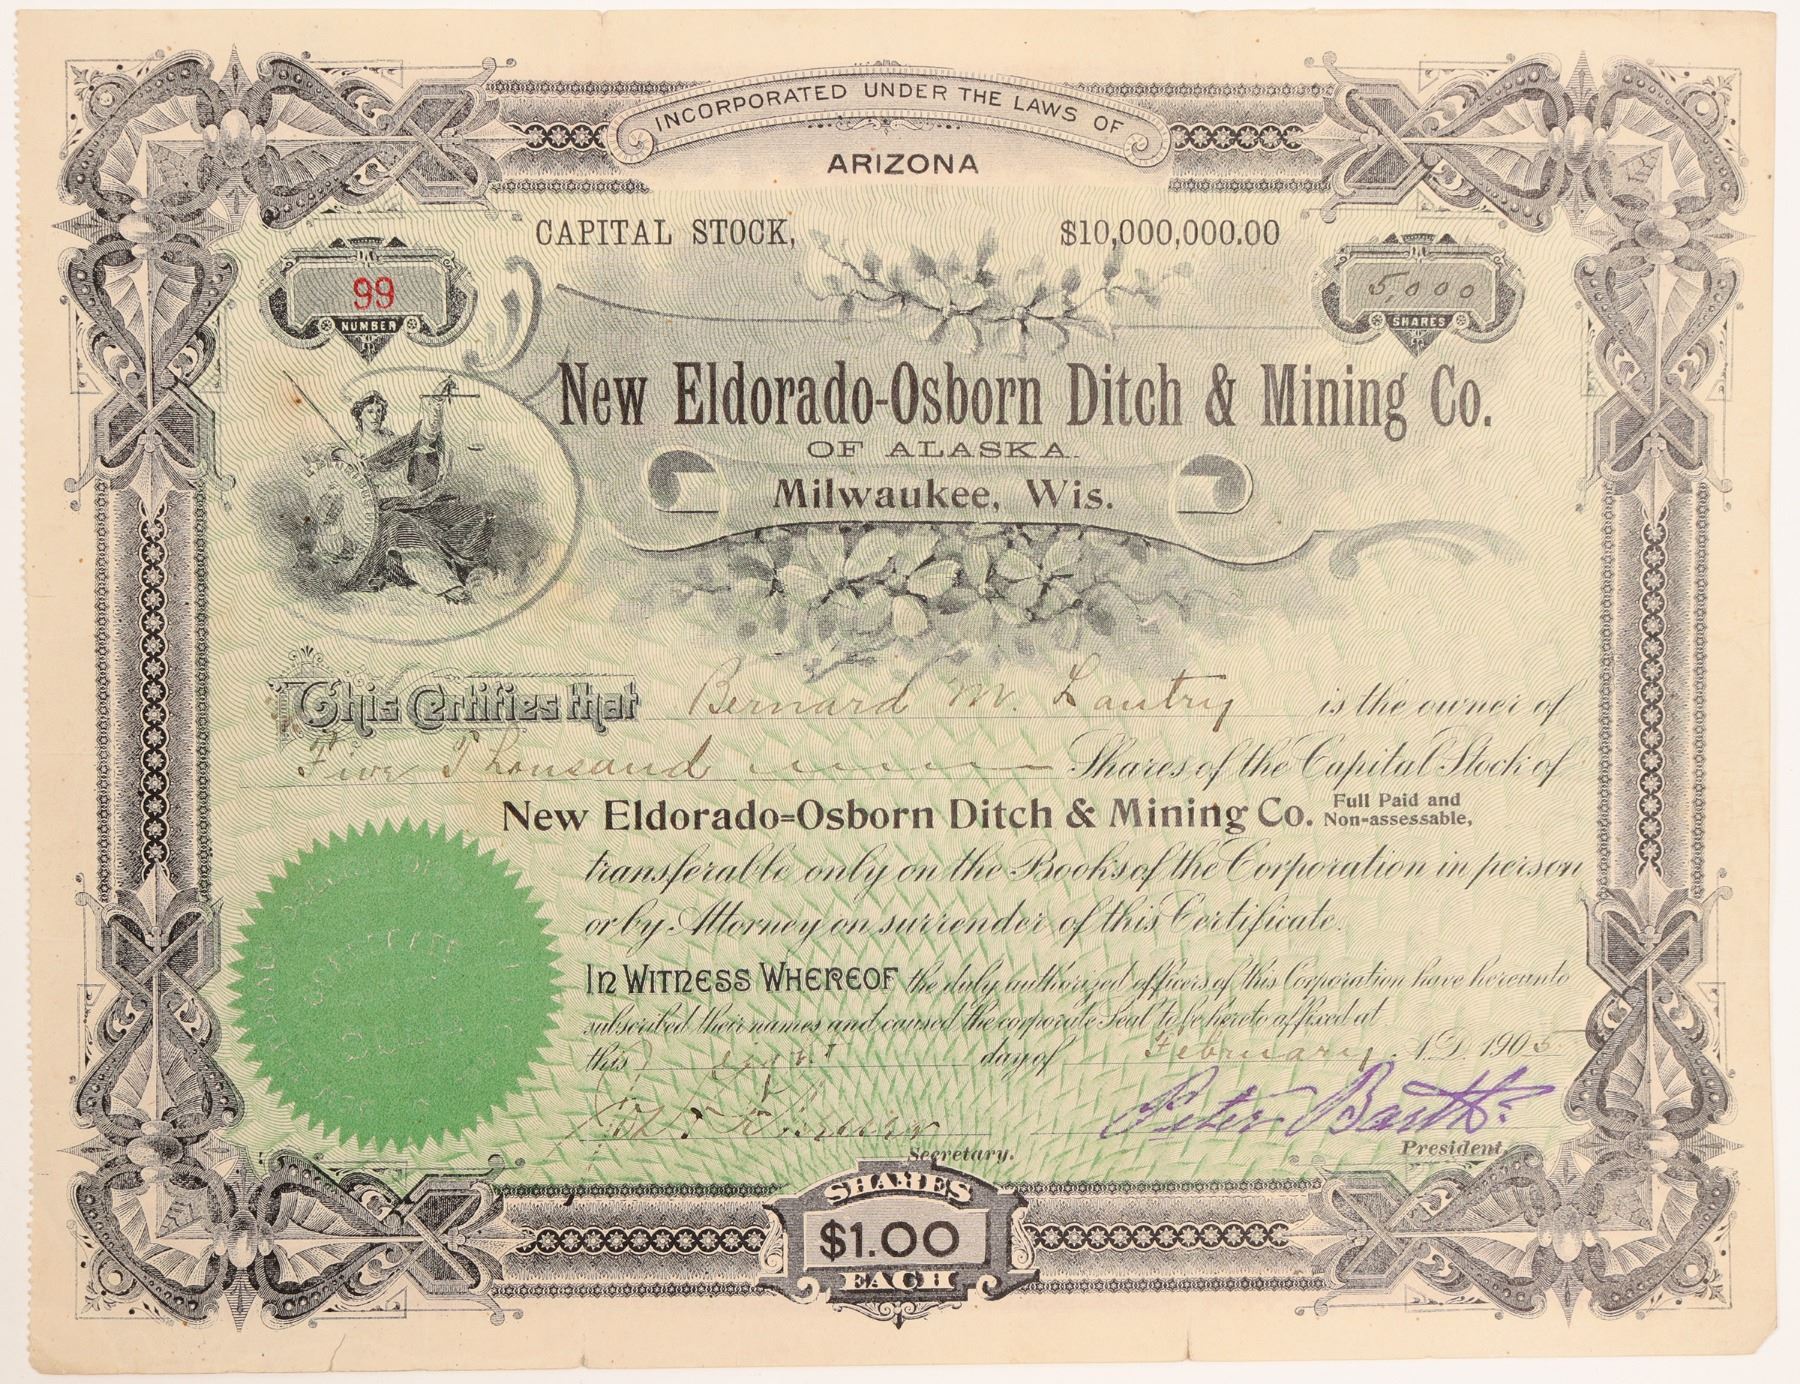 INCORPORATED UNDER THE LAWS OF
ARIZONA
CAPITAL STOCK, $10,000,000.00
99
NUMBER
5,000
SHARES
New Eldorado-Osborn Ditch & Mining Co.
OF ALASKA.
Milwaukee, Wis.
This Certifies that Bernard M. Lautry is the owner of
Five Thousand Shares of the Capital Stock of
New Eldorado-Osborn Ditch & Mining Co. Full Paid and Non-assessable,
transferable only on the Books of the Corporation in person
or by Attorney on surrender of this Certificate.
IN WITNESS WHEREOF the duly authorized officers of this Corporation have hereunto
subscribed their names and caused the corporate Seal to be hereto affixed at
this eight day of February A.D. 1905
Peter Barth
Secretary.
President.
SHARES
$1.00
EACH